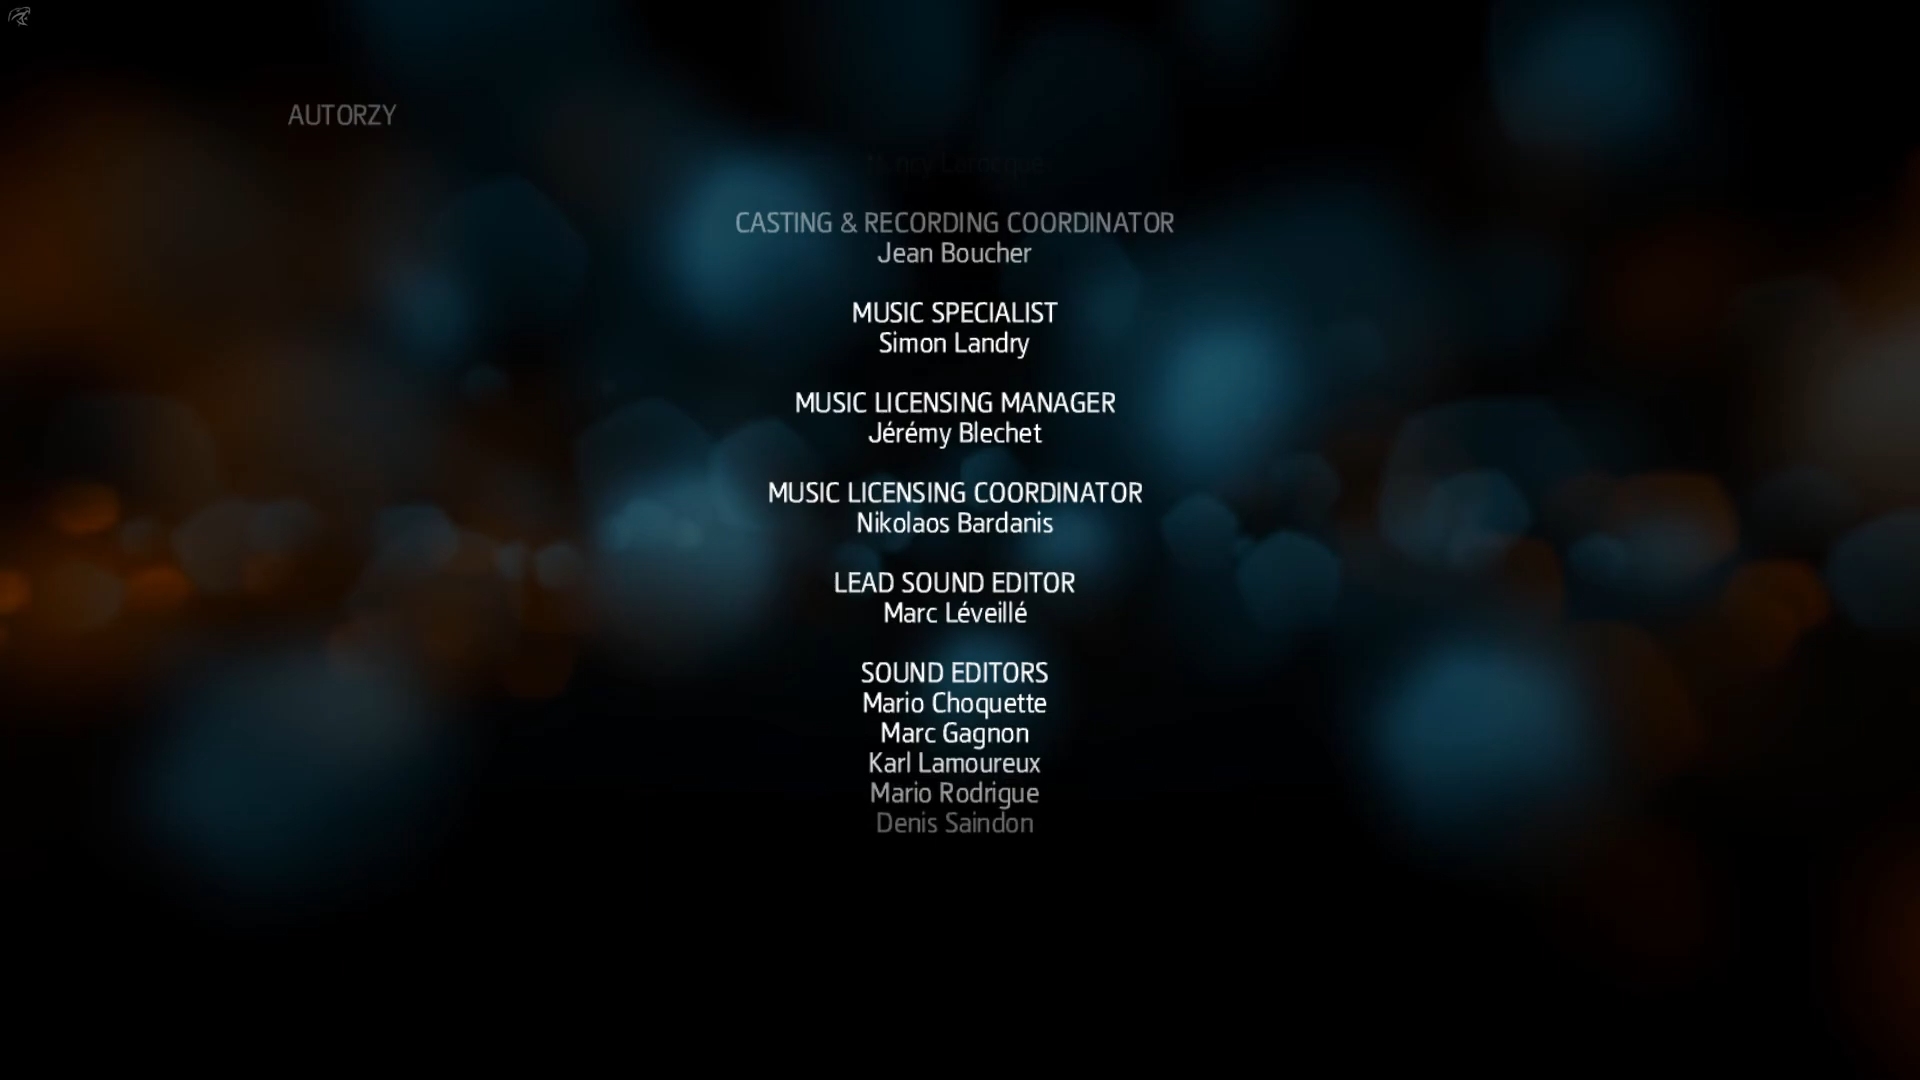 AUTORZY
CASTING & RECORDING COORDINATOR
Jean Boucher
MUSIC SPECIALIST
Simon Landry
MUSIC LICENSING MANAGER
Jérémy Blechet
MUSIC LICENSING COORDINATOR
Nikolaos Bardanis
LEAD SOUND EDITOR
Marc Léveillé
SOUND EDITORS
Mario Choquette
Marc Gagnon
Karl Lamoureux
Mario Rodrigue
Denis Saindon